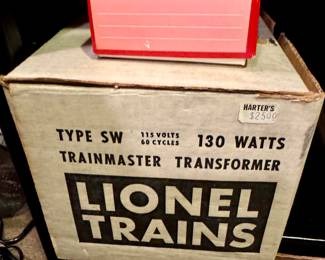 HARTER'S
$25.00
TYPE SW 115 VOLTS 60 CYCLES 130 WATTS
TRAINMASTER TRANSFORMER
LIONEL
TRAINS